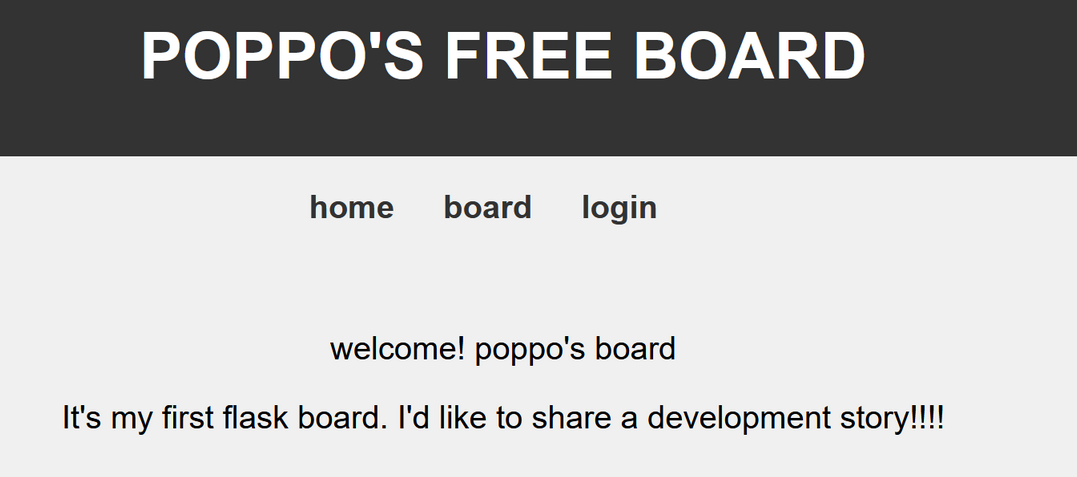 POPPO'S FREE BOARD
home board login
welcome! poppo's board
It's my first flask board. I'd like to share a development story!!!!